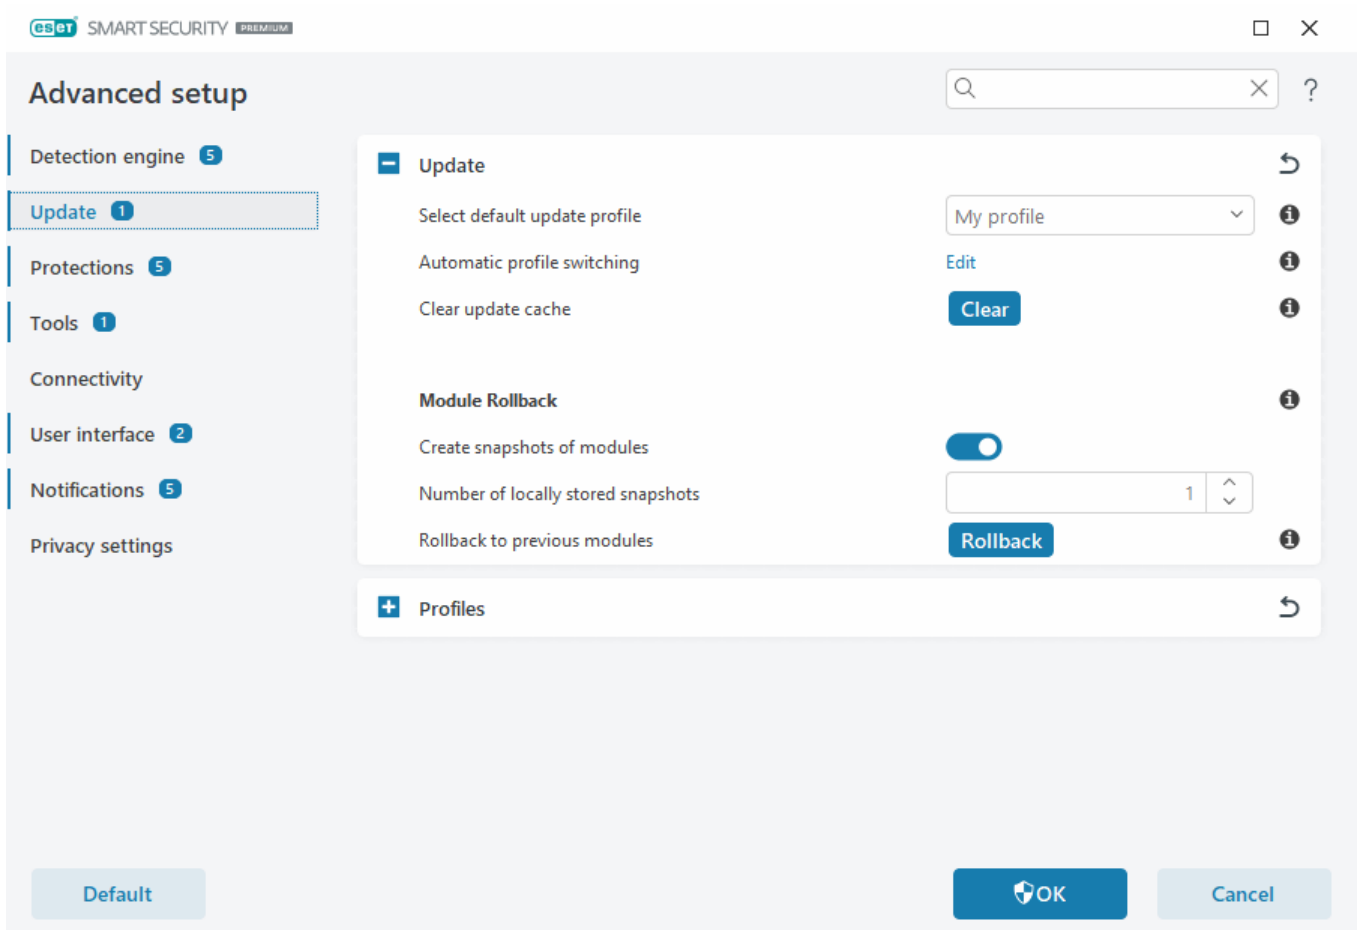 eset SMART SECURITY PREMIUM
Advanced setup
?
Detection engine 5
Update 1
Protections 5
Tools 1
Connectivity
User interface 2
Notifications 5
Privacy settings
Update
Select default update profile My profile
Automatic profile switching Edit
Clear update cache Clear
Module Rollback
Create snapshots of modules
Number of locally stored snapshots 1
Rollback to previous modules Rollback
Profiles
Default OK Cancel